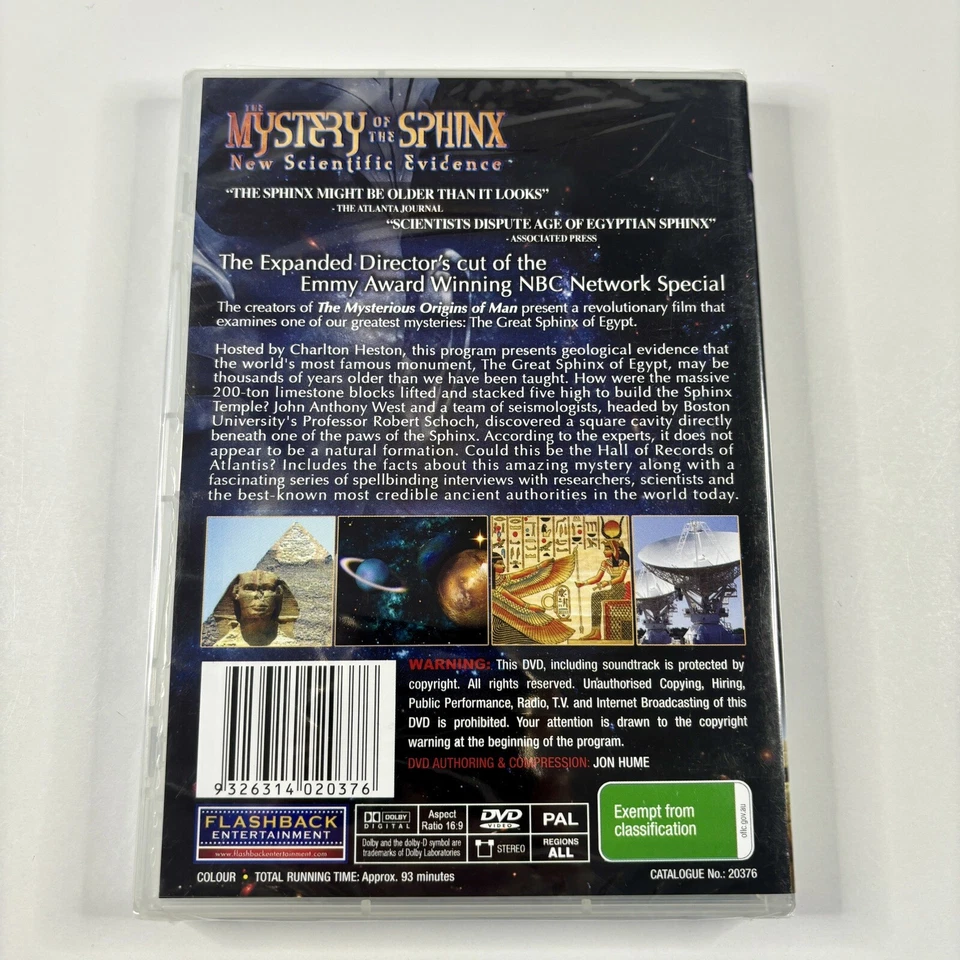 THE
MYSTERY OF THE SPHINX
New Scientific Evidence
“THE SPHINX MIGHT BE OLDER THAN IT LOOKS”
- THE ATLANTA JOURNAL
“SCIENTISTS DISPUTE AGE OF EGYPTIAN SPHINX”
- ASSOCIATED PRESS
The Expanded Director's cut of the
Emmy Award Winning NBC Network Special
The creators of The Mysterious Origins of Man present a revolutionary film that
examines one of our greatest mysteries: The Great Sphinx of Egypt.
Hosted by Charlton Heston, this program presents geological evidence that
the world's most famous monument, The Great Sphinx of Egypt, may be
thousands of years older than we have been taught. How were the massive
200-ton limestone blocks lifted and stacked five high to build the Sphinx
Temple? John Anthony West and a team of seismologists, headed by Boston
University's Professor Robert Schoch, discovered a square cavity directly
beneath one of the paws of the Sphinx. According to the experts, it does not
appear to be a natural formation. Could this be the Hall of Records of
Atlantis? Includes the facts about this amazing mystery along with a
fascinating series of spellbinding interviews with researchers, scientists and
the best-known most credible ancient authorities in the world today.
WARNING: This DVD, including soundtrack is protected by
copyright. All rights reserved. Unauthorised Copying, Hiring,
Public Performance, Radio, T.V. and Internet Broadcasting of this
DVD is prohibited. Your attention is drawn to the copyright
warning at the beginning of the program.
DVD AUTHORING & COMPRESSION: JON HUME
9 326314 020376
FLASHBACK
ENTERTAINMENT
www.flashbackentertainment.com
DOLBY
DIGITAL
Aspect
Ratio 16:9
DVD
VIDEO
PAL
Dolby and the dolby-D symbol are
trademarks of Dolby Laboratories
STEREO
REGIONS
ALL
Exempt from
classification
oflc.gov.au
COLOUR • TOTAL RUNNING TIME: Approx. 93 minutes
CATALOGUE No.: 20376